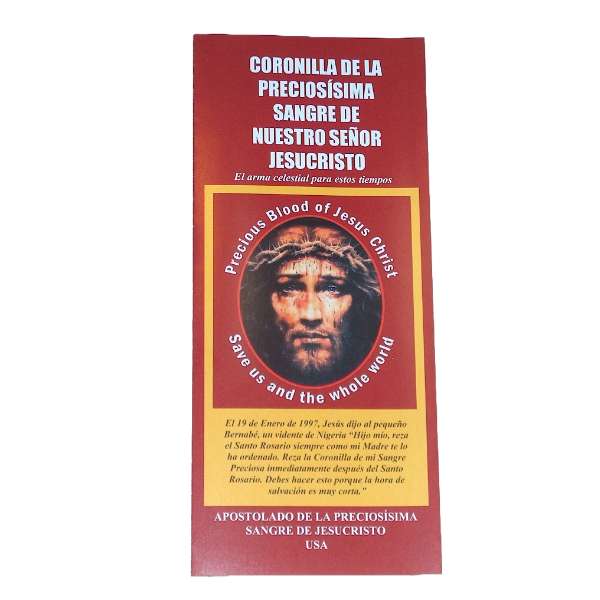 CORONILLA DE LA
PRECIOSÍSIMA
SANGRE DE
NUESTRO SEÑOR
JESUCRISTO
El arma celestial para estos tiempos
Precious Blood of Jesus Christ
Save us and the whole world
El 19 de Enero de 1997, Jesús dijo al pequeño
Bernabé, un vidente de Nigeria “Hijo mío, reza
el Santo Rosario siempre como mi Madre te lo
ha ordenado. Reza la Coronilla de mi Sangre
Preciosa inmediatamente después del Santo
Rosario. Debes hacer esto porque la hora de
salvación es muy corta.”
APOSTOLADO DE LA PRECIOSÍSIMA
SANGRE DE JESUCRISTO
USA